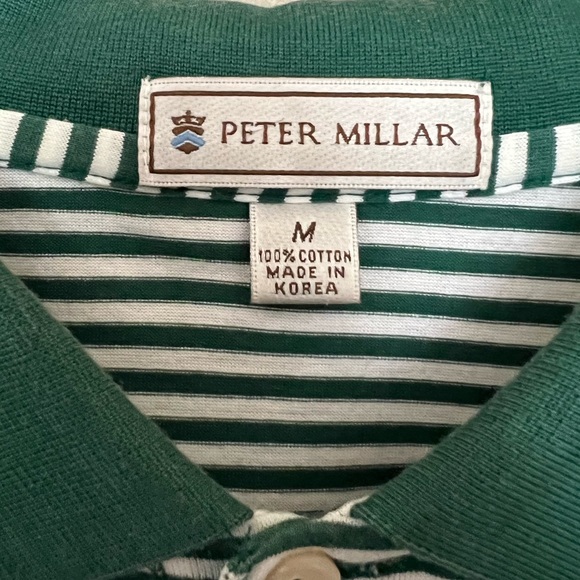 PETER MILLAR
M
100% COTTON
MADE IN
KOREA